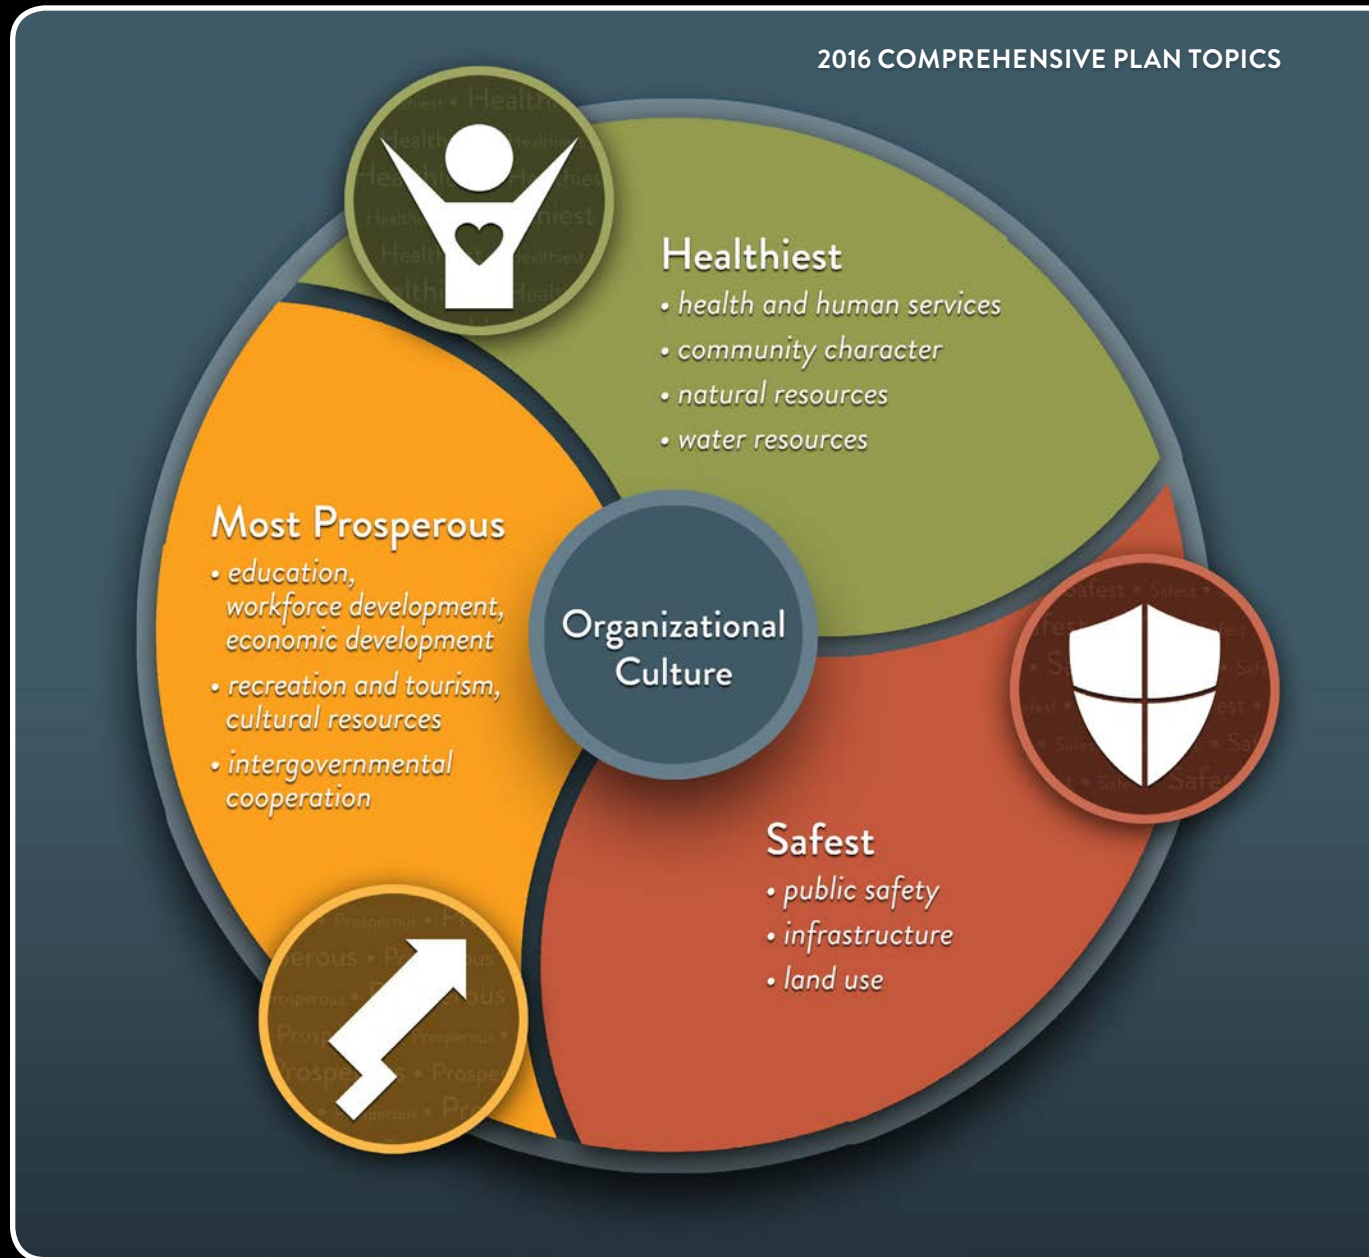 2016 COMPREHENSIVE PLAN TOPICS
Healthiest
• health and human services
• community character
• natural resources
• water resources
Most Prosperous
• education,
workforce development,
economic development
• recreation and tourism,
cultural resources
• intergovernmental
cooperation
Organizational
Culture
Safest
• public safety
• infrastructure
• land use